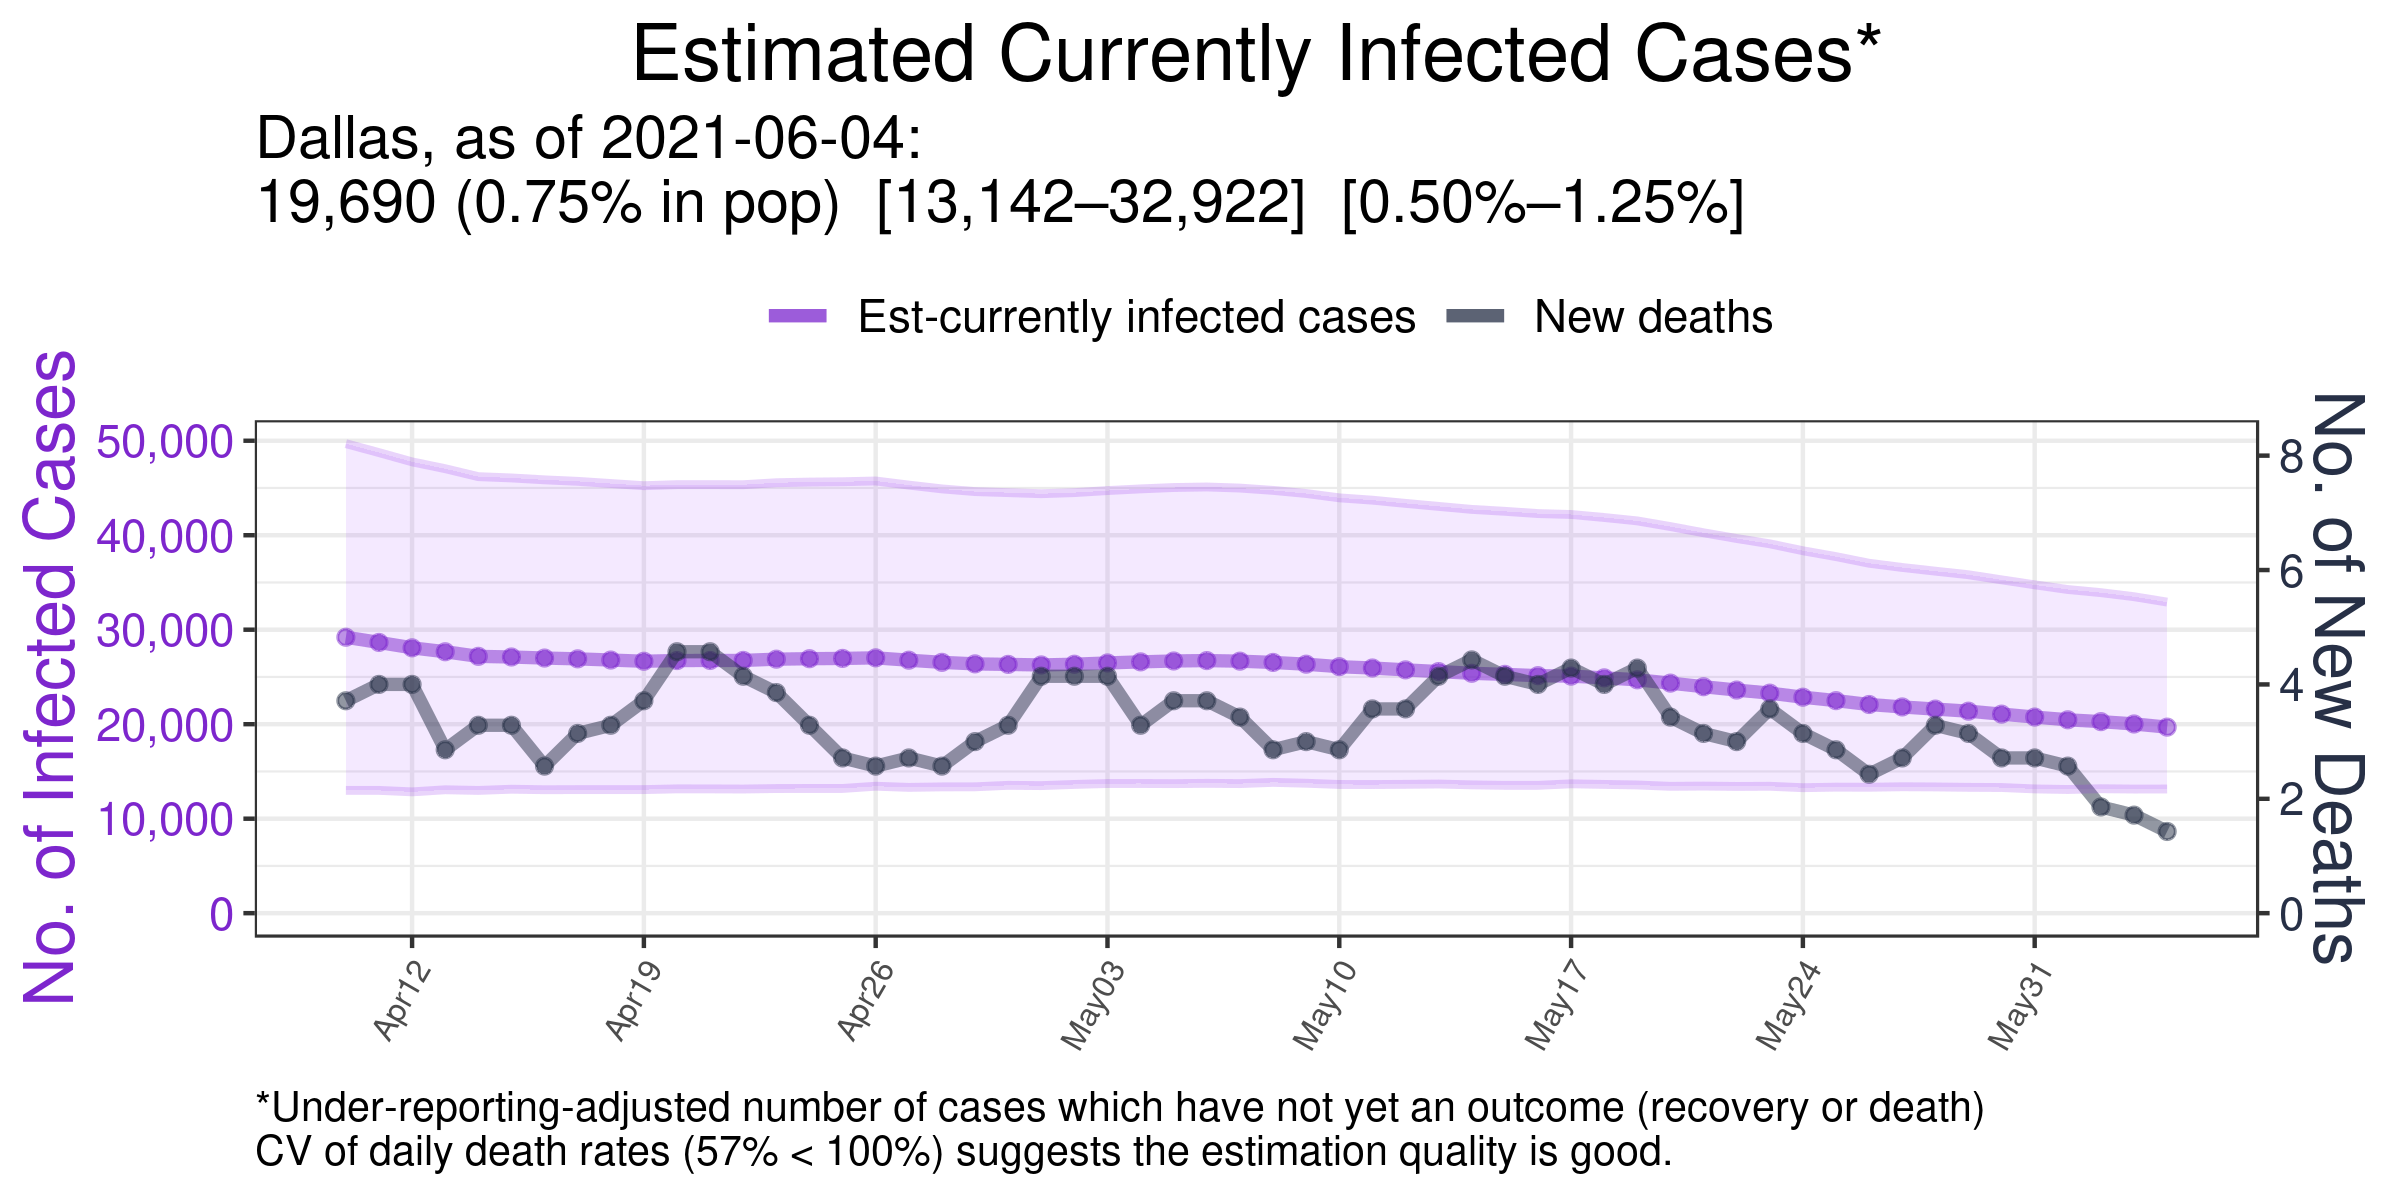 Estimated Currently Infected Cases*
Dallas, as of 2021-06-04:
19,690 (0.75% in pop)  [13,142–32,922]  [0.50%–1.25%]
Est-currently infected cases
New deaths
No. of Infected Cases
50,000
40,000
30,000
20,000
10,000
0
8
6
4
2
0
No. of New Deaths
Apr12
Apr19
Apr26
May03
May10
May17
May24
May31
*Under-reporting-adjusted number of cases which have not yet an outcome (recovery or death)
CV of daily death rates (57% < 100%) suggests the estimation quality is good.